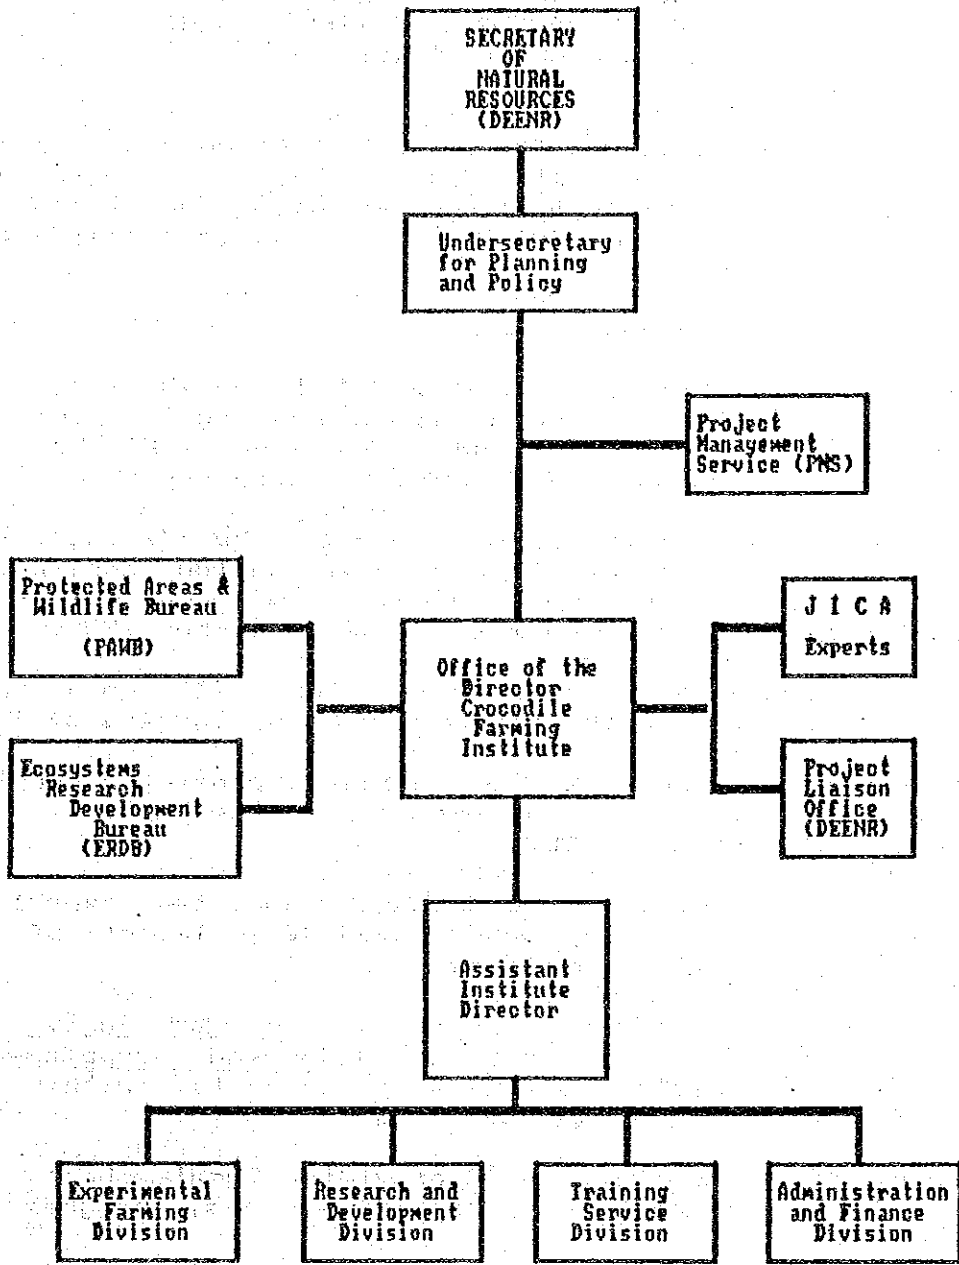 SECRETARY
OF
NATURAL
RESOURCES
(DEENR)
Undersecretary
for Planning
and Policy
Project
Management
Service (PMS)
Protected Areas &
Wildlife Bureau
(PAWB)
J I C A
Experts
Office of the
Director
Crocodile
Farming
Institute
Ecosystems
Research
Development
Bureau
(ERDB)
Project
Liaison
Office
(DEENR)
Assistant
Institute
Director
Experimental
Farming
Division
Research and
Development
Division
Training
Service
Division
Administration
and Finance
Division